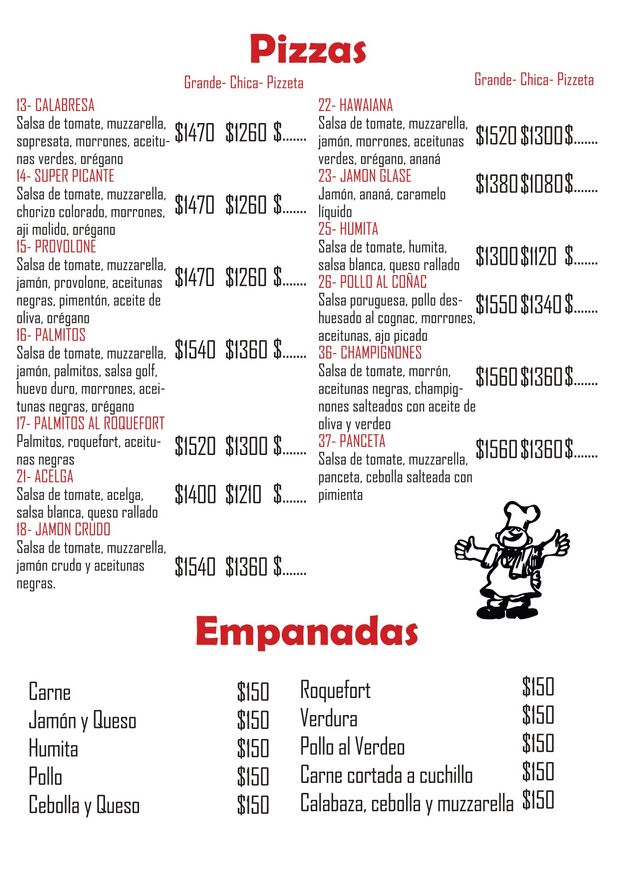 Pizzas
Grande- Chica- Pizzeta
13- CALABRESA
Salsa de tomate, muzzarella,
sopresata, morrones, aceitu-
nas verdes, orégano
$1470 $1260 $.......
14- SUPER PICANTE
Salsa de tomate, muzzarella,
chorizo colorado, morrones,
aji molido, orégano
$1470 $1260 $.......
15- PROVOLONE
Salsa de tomate, muzzarella,
jamón, provolone, aceitunas
negras, pimentón, aceite de
oliva, orégano
$1470 $1260 $.......
16- PALMITOS
Salsa de tomate, muzzarella,
jamón, palmitos, salsa golf,
huevo duro, morrones, acei-
tunas negras, orégano
$1540 $1360 $.......
17- PALMITOS AL ROQUEFORT
Palmitos, roquefort, aceitu-
nas negras
$1520 $1300 $.......
21- ACELGA
Salsa de tomate, acelga,
salsa blanca, queso rallado
$1400 $1210 $.......
18- JAMON CRUDO
Salsa de tomate, muzzarella,
jamón crudo y aceitunas
negras.
$1540 $1360 $.......
Grande- Chica- Pizzeta
22- HAWAIANA
Salsa de tomate, muzzarella,
jamón, morrones, aceitunas
verdes, orégano, ananá
$1520 $1300 $.......
23- JAMON GLASE
Jamón, ananá, caramelo
líquido
$1380 $1080 $.......
25- HUMITA
Salsa de tomate, humita,
salsa blanca, queso rallado
$1300 $1120 $.......
26- POLLO AL COÑAC
Salsa poruguesa, pollo des-
huesado al cognac, morrones,
aceitunas, ajo picado
$1550 $1340 $.......
36- CHAMPIGNONES
Salsa de tomate, morrón,
aceitunas negras, champig-
nones salteados con aceite de
oliva y verdeo
$1560 $1360 $.......
37- PANCETA
Salsa de tomate, muzzarella,
panceta, cebolla salteada con
pimienta
$1560 $1360 $.......
Empanadas
Carne $150
Jamón y Queso $150
Humita $150
Pollo $150
Cebolla y Queso $150
Roquefort $150
Verdura $150
Pollo al Verdeo $150
Carne cortada a cuchillo $150
Calabaza, cebolla y muzzarella $150